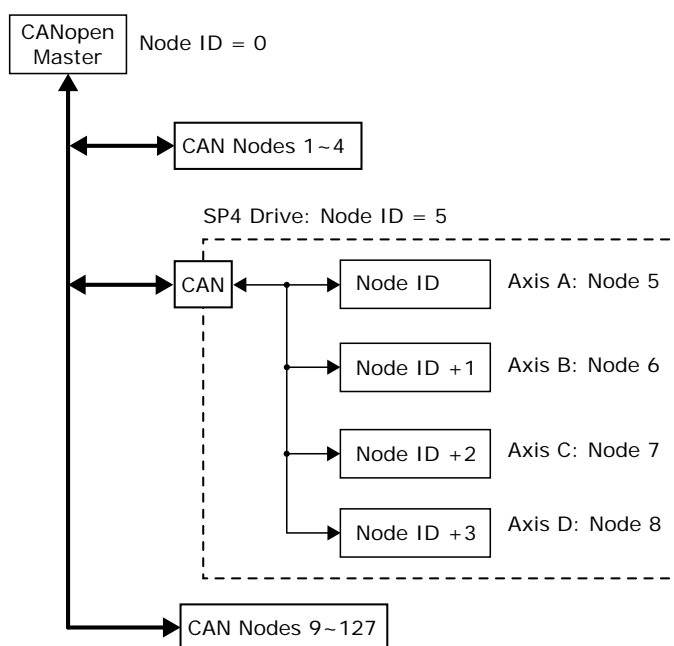 CANopen
Master
Node ID = 0
CAN Nodes 1~4
SP4 Drive: Node ID = 5
CAN
Node ID
Axis A: Node 5
Node ID +1
Axis B: Node 6
Node ID +2
Axis C: Node 7
Node ID +3
Axis D: Node 8
CAN Nodes 9~127